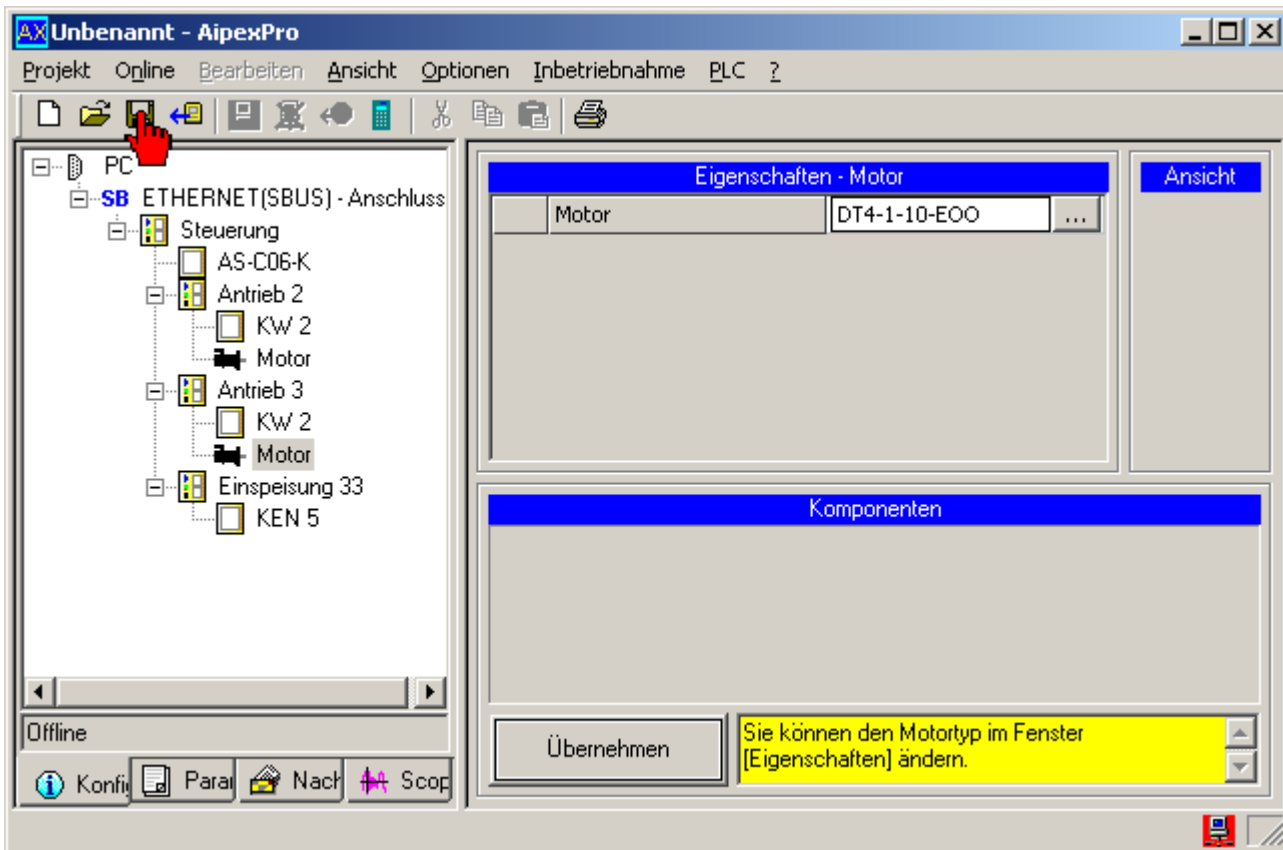 AX Unbenannt - AipexPro
Projekt Online Bearbeiten Ansicht Optionen Inbetriebnahme PLC ?
PC
SB ETHERNET(SBUS) - Anschluss
Steuerung
AS-C06-K
Antrieb 2
KW 2
Motor
Antrieb 3
KW 2
Motor
Einspeisung 33
KEN 5
Offline
Konfi Para Nach Scop
Eigenschaften - Motor
Motor DT4-1-10-EOO ...
Ansicht
Komponenten
Übernehmen
Sie können den Motortyp im Fenster
[Eigenschaften] ändern.